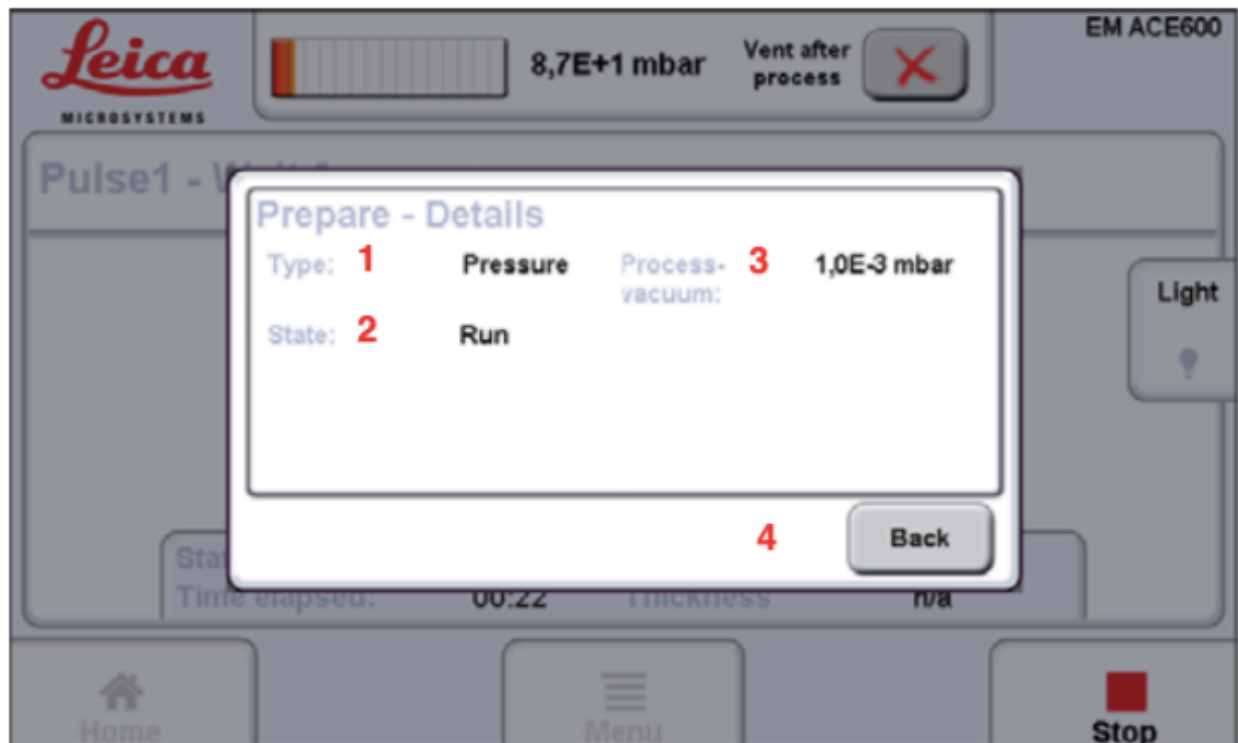 Leica
MICROSYSTEMS
8,7E+1 mbar
Vent after
process
EM ACE600
Pulse1 - W
Prepare - Details
Type: 1 Pressure Process- 3 1,0E-3 mbar
vacuum:
State: 2 Run
Light
4 Back
Stat
Time elapsed: 00:22 Thickness n/a
Home
Menu
Stop